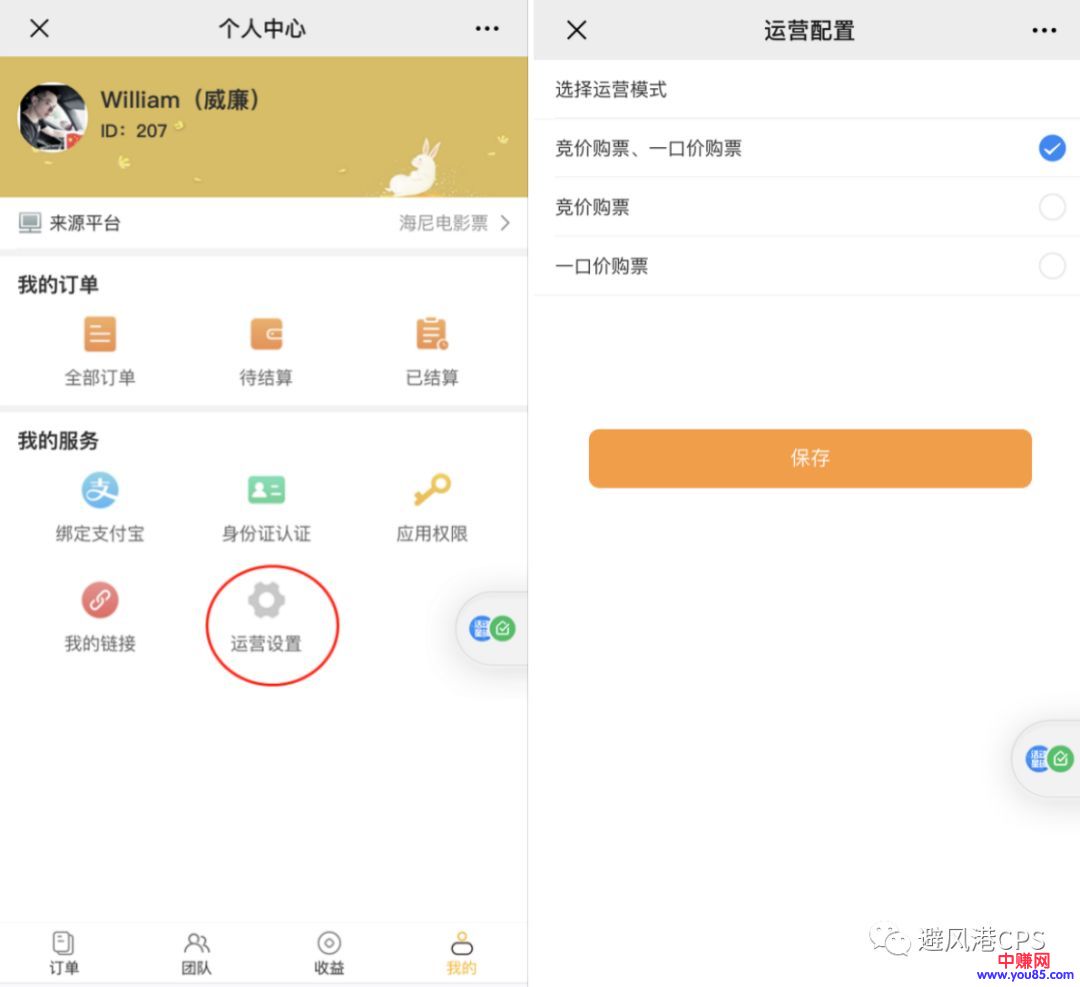 个人中心
William（威廉）
ID：207
来源平台
海尼电影票
我的订单
全部订单
待结算
已结算
我的服务
绑定支付宝
身份证认证
应用权限
我的链接
运营设置
订单
团队
收益
我的
运营配置
选择运营模式
竞价购票、一口价购票
竞价购票
一口价购票
保存
避风港CPS
中赚网
www.you85.com